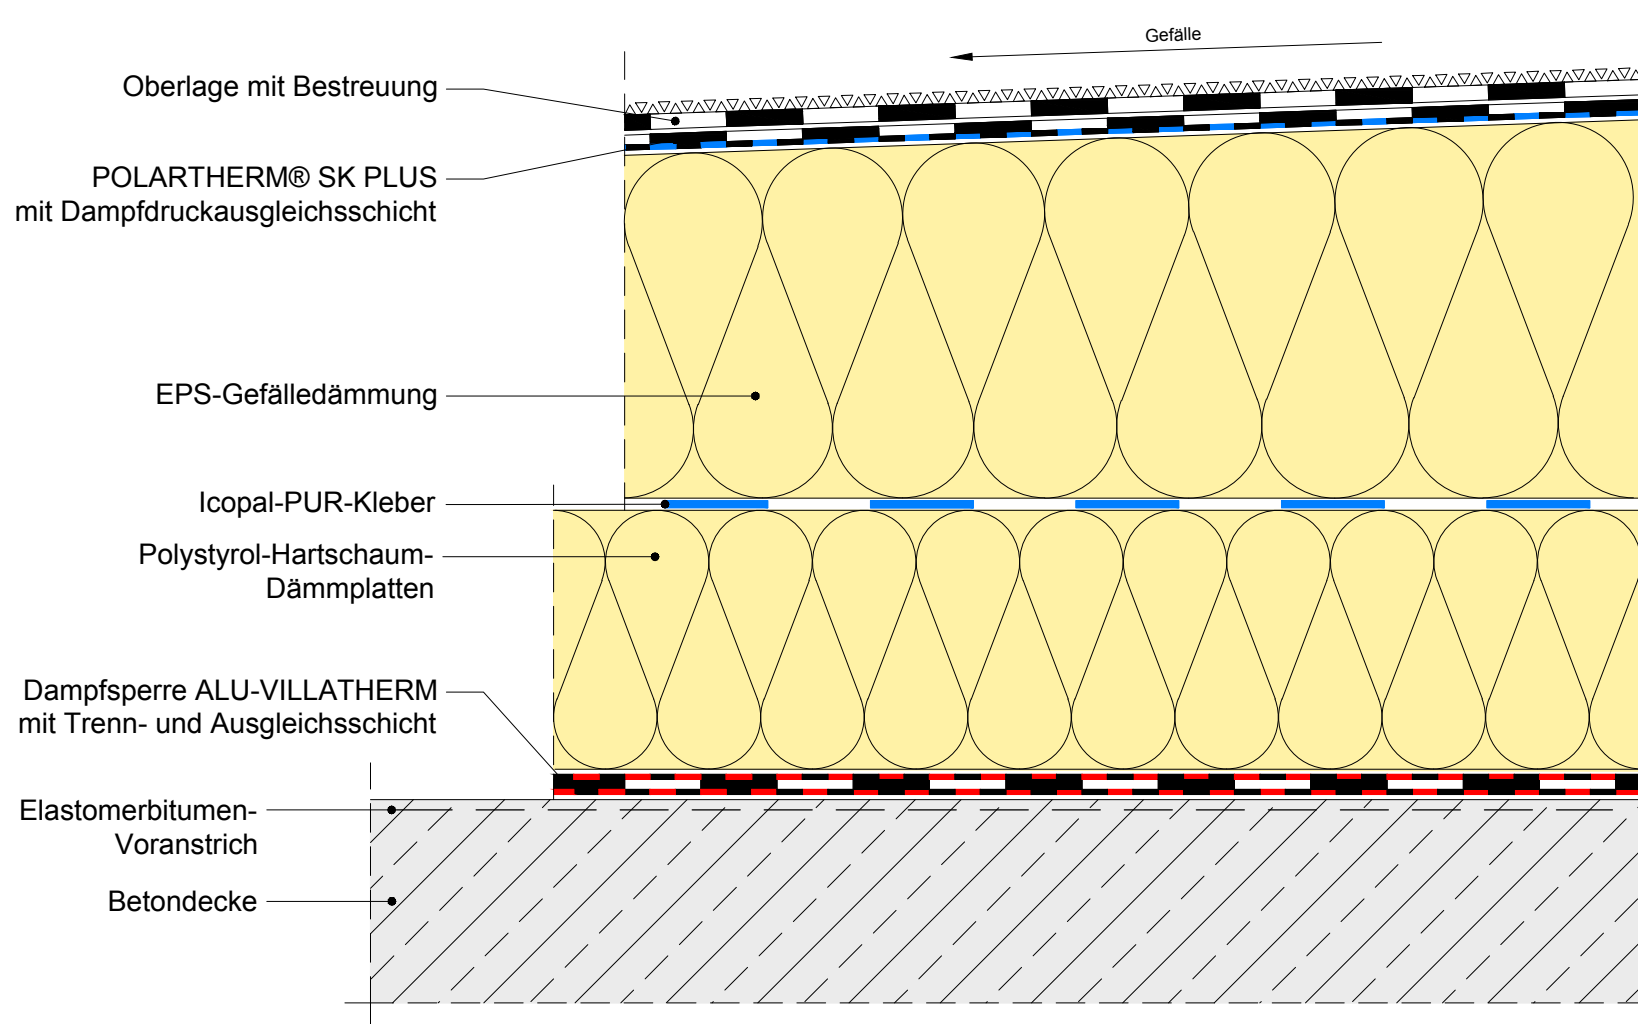 Gefälle
Oberlage mit Bestreuung
POLARTHERM® SK PLUS
mit Dampfdruckausgleichsschicht
EPS-Gefälledämmung
Icopal-PUR-Kleber
Polystyrol-Hartschaum-
Dämmplatten
Dampfsperre ALU-VILLATHERM
mit Trenn- und Ausgleichsschicht
Elastomerbitumen-
Voranstrich
Betondecke